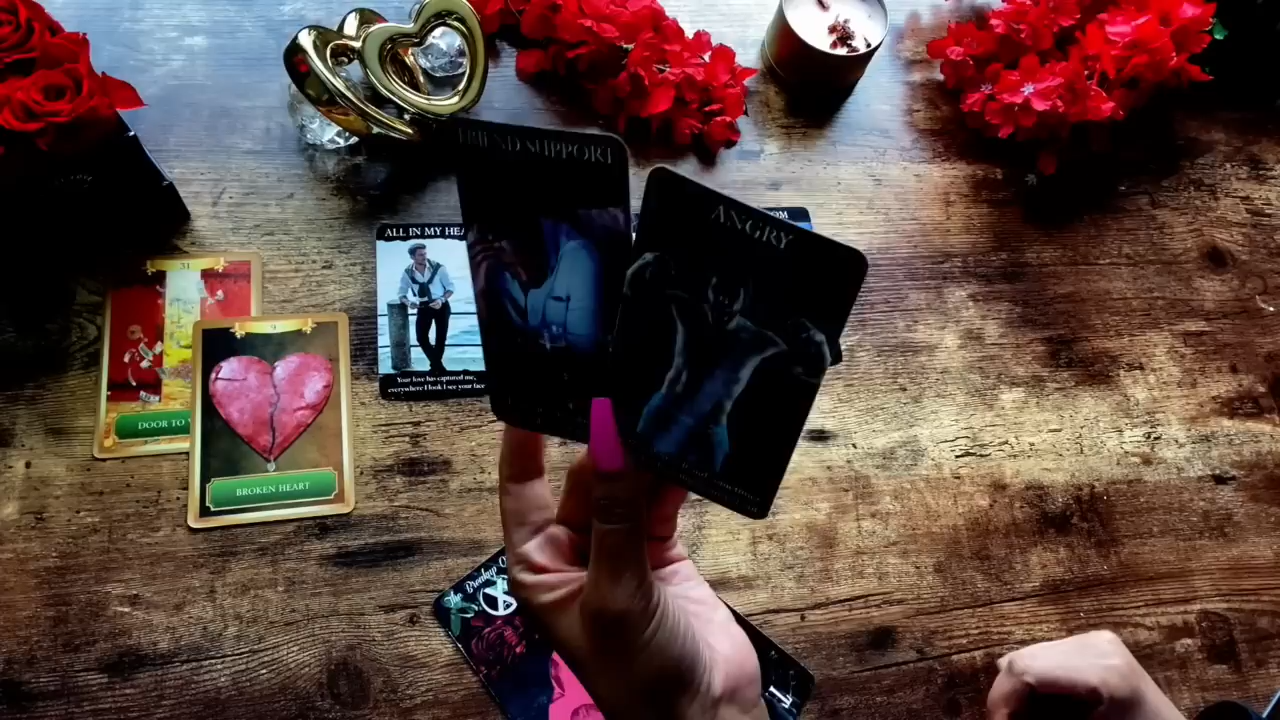 FRIEND SUPPORT
ANGRY
OM
ALL IN MY HEA
Your love has captured me,
everywhere I look I see your face
31
DOOR TO
9
BROKEN HEART
The Breakup